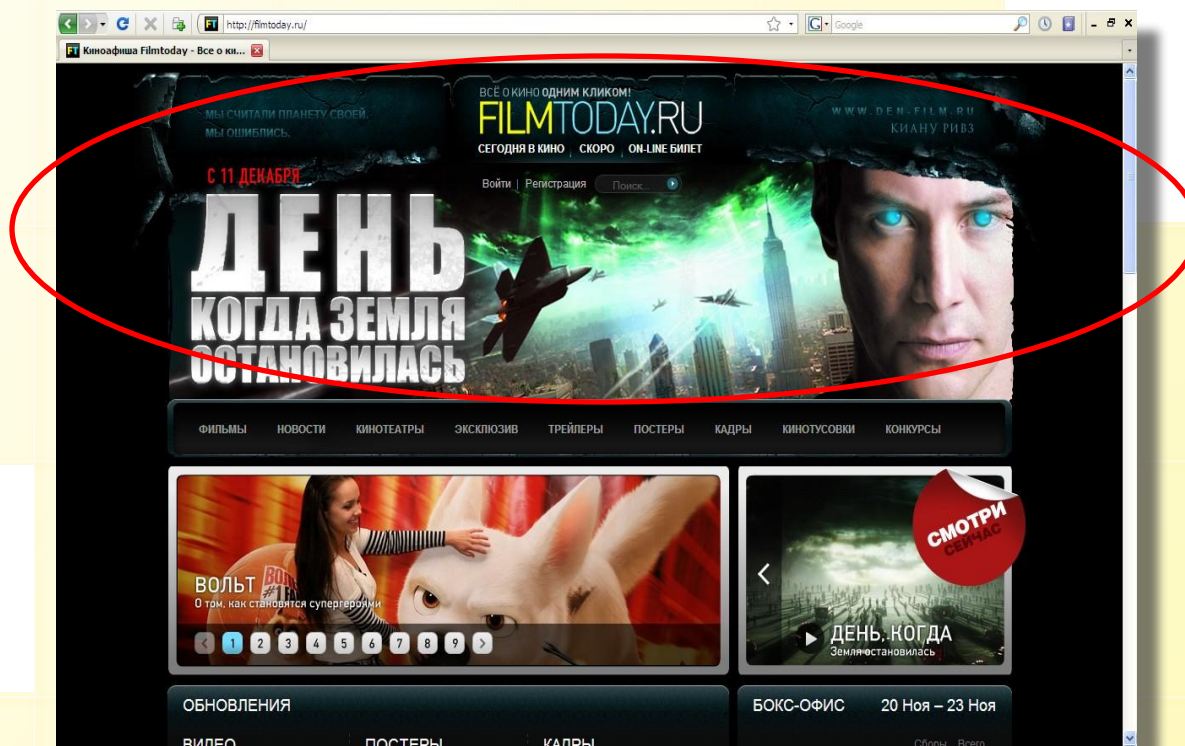 http://filmtoday.ru/
Google
Киноафиша Filmtoday - Все о ки...
ВСЁ О КИНО ОДНИМ КЛИКОМ!
FILMTODAY.RU
СЕГОДНЯ В КИНО СКОРО ON-LINE БИЛЕТ
МЫ СЧИТАЛИ ПЛАНЕТУ СВОЕЙ.
МЫ ОШИБЛИСЬ.
WWW.DEN-FILM.RU
КИАНУ РИВЗ
Войти | Регистрация Поиск...
С 11 ДЕКАБРЯ
ДЕНЬ
КОГДА ЗЕМЛЯ
ОСТАНОВИЛАСЬ
ФИЛЬМЫ НОВОСТИ КИНОТЕАТРЫ ЭКСКЛЮЗИВ ТРЕЙЛЕРЫ ПОСТЕРЫ КАДРЫ КИНОТУСОВКИ КОНКУРСЫ
ВОЛЬТ
О том, как становятся супергероями
1 2 3 4 5 6 7 8 9
СМОТРИ
СЕЙЧАС
ДЕНЬ, КОГДА
Земля остановилась
ОБНОВЛЕНИЯ
БОКС-ОФИС 20 Ноя – 23 Ноя
ВИДЕО ПОСТЕРЫ КАДРЫ
Сборы Всего